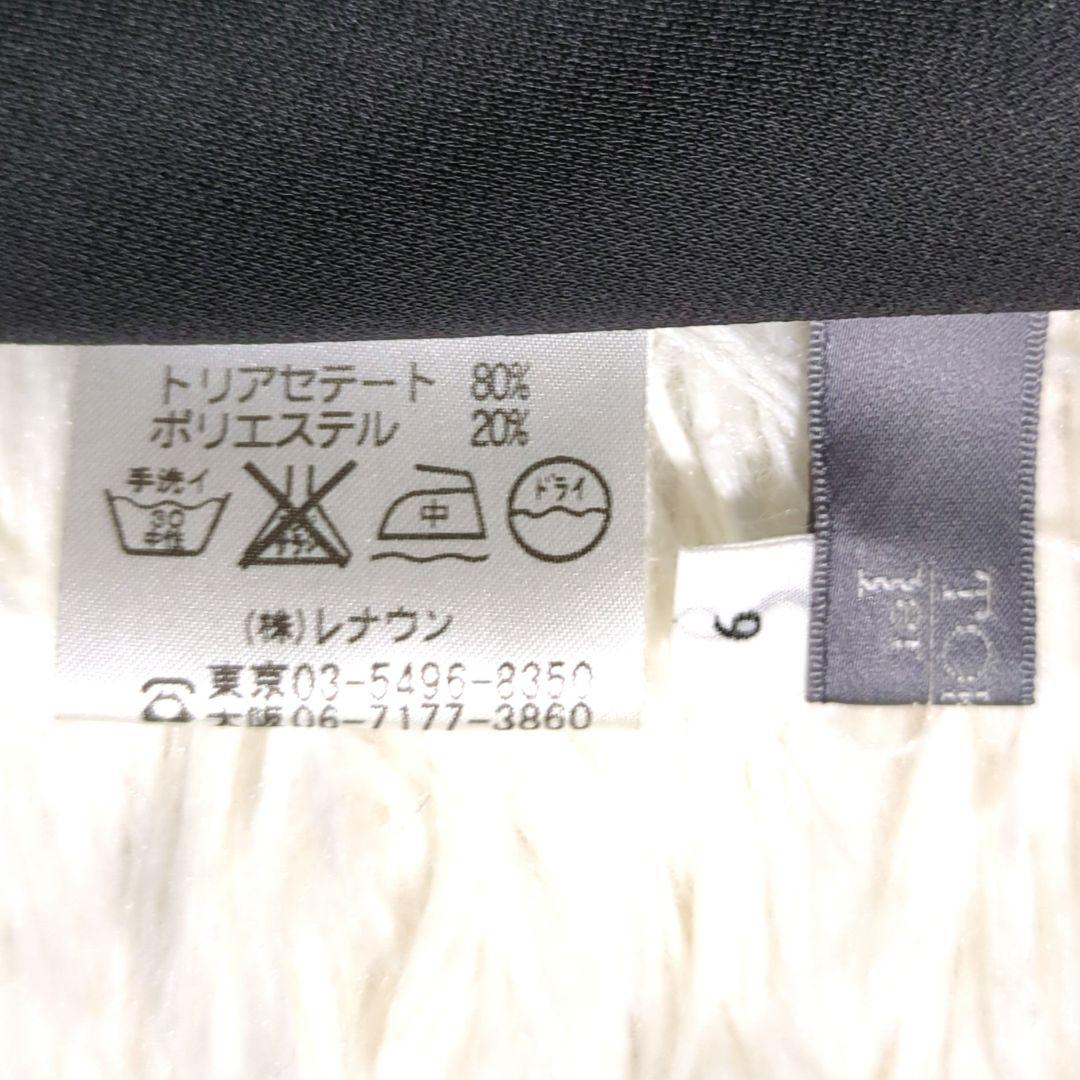 トリアセテート 80%
ポリエステル 20%
手洗イ
30
中性
中
ドライ
(株)レナウン
東京03-5496-8350
大阪06-7177-3860